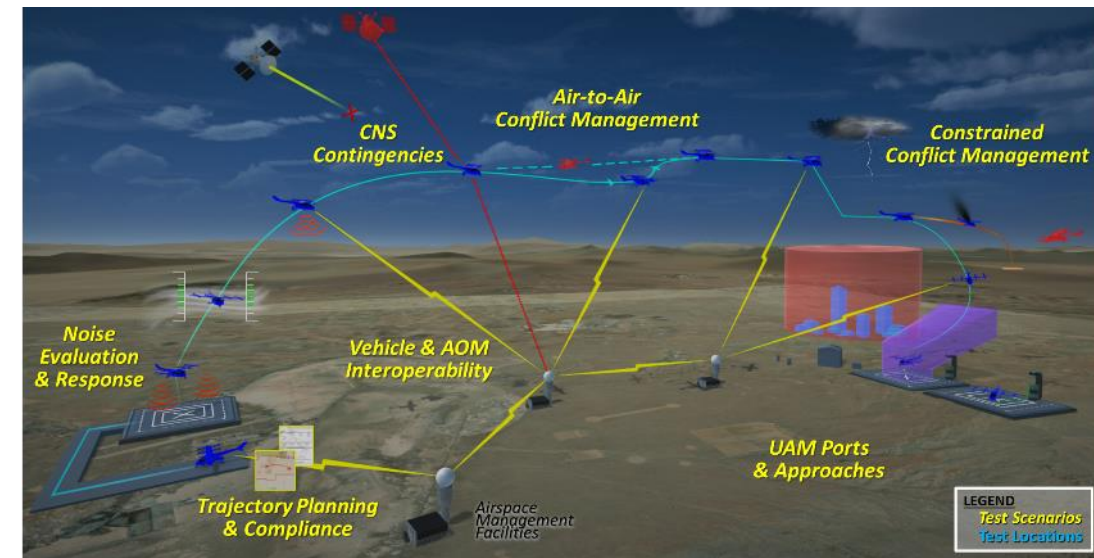 Air-to-Air
Conflict Management
CNS
Contingencies
Constrained
Conflict Management
Noise
Evaluation
& Response
Vehicle & AOM
Interoperability
UAM Ports
& Approaches
Trajectory Planning
& Compliance
Airspace
Management
Facilities
LEGEND
Test Scenarios
Test Locations